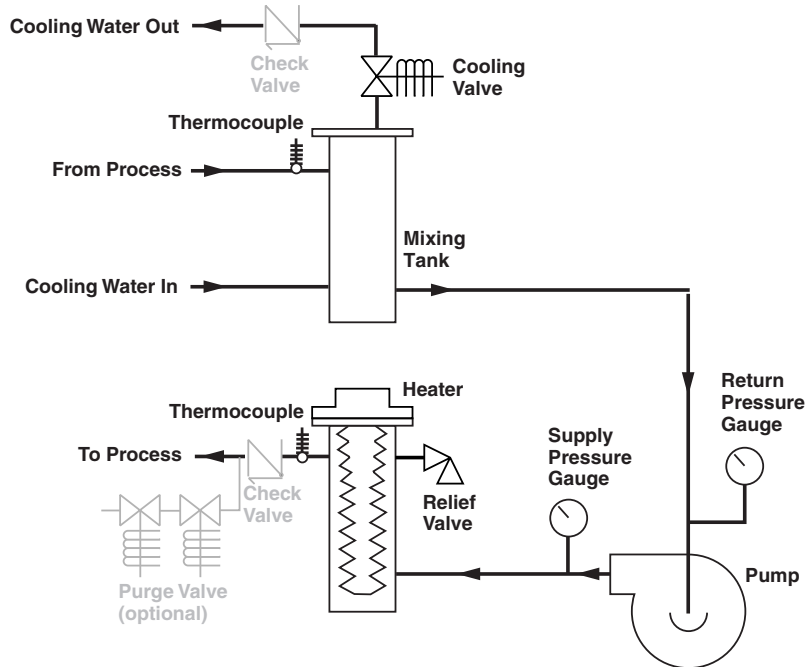 Cooling Water Out
Check
Valve
Cooling
Valve
Thermocouple
From Process
Mixing
Tank
Cooling Water In
Heater
Return
Pressure
Gauge
Thermocouple
Supply
Pressure
Gauge
To Process
Check
Valve
Relief
Valve
Pump
Purge Valve
(optional)